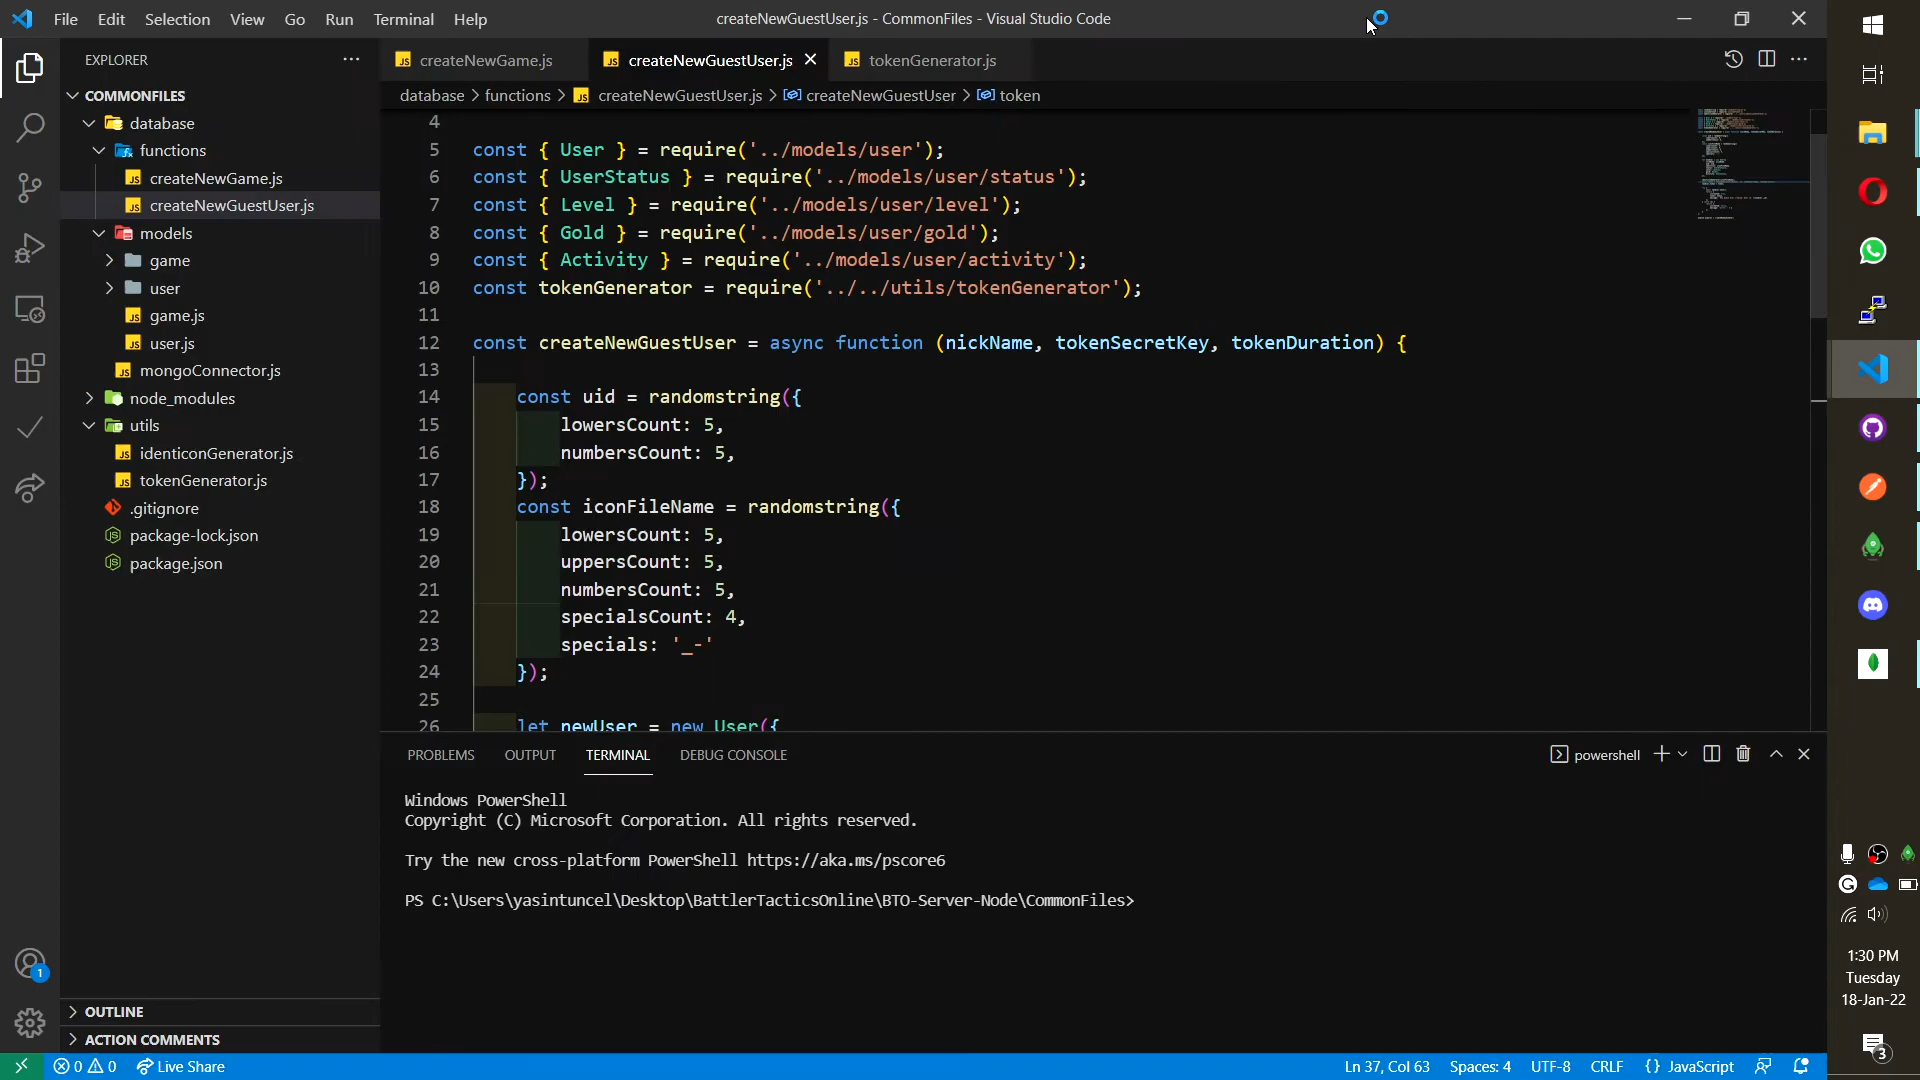 File Edit Selection View Go Run Terminal Help
createNewGuestUser.js - CommonFiles - Visual Studio Code
EXPLORER
COMMONFILES
database
functions
createNewGame.js
createNewGuestUser.js
models
game
user
game.js
user.js
mongoConnector.js
node_modules
utils
identiconGenerator.js
tokenGenerator.js
.gitignore
package-lock.json
package.json
OUTLINE
ACTION COMMENTS
createNewGame.js createNewGuestUser.js tokenGenerator.js
database > functions > createNewGuestUser.js > createNewGuestUser > token
4
5 const { User } = require('../models/user');
6 const { UserStatus } = require('../models/user/status');
7 const { Level } = require('../models/user/level');
8 const { Gold } = require('../models/user/gold');
9 const { Activity } = require('../models/user/activity');
10 const tokenGenerator = require('../../utils/tokenGenerator');
11
12 const createNewGuestUser = async function (nickName, tokenSecretKey, tokenDuration) {
13
14 const uid = randomstring({
15 lowersCount: 5,
16 numbersCount: 5,
17 });
18 const iconFileName = randomstring({
19 lowersCount: 5,
20 uppersCount: 5,
21 numbersCount: 5,
22 specialsCount: 4,
23 specials: '_-'
24 });
25
26 let newUser = new User({
PROBLEMS OUTPUT TERMINAL DEBUG CONSOLE
powershell
Windows PowerShell
Copyright (C) Microsoft Corporation. All rights reserved.
Try the new cross-platform PowerShell https://aka.ms/pscore6
PS C:\Users\yasintuncel\Desktop\BattlerTacticsOnline\BTO-Server-Node\CommonFiles>
1
0 0 Live Share
Ln 37, Col 63 Spaces: 4 UTF-8 CRLF {} JavaScript
1:30 PM
Tuesday
18-Jan-22
3